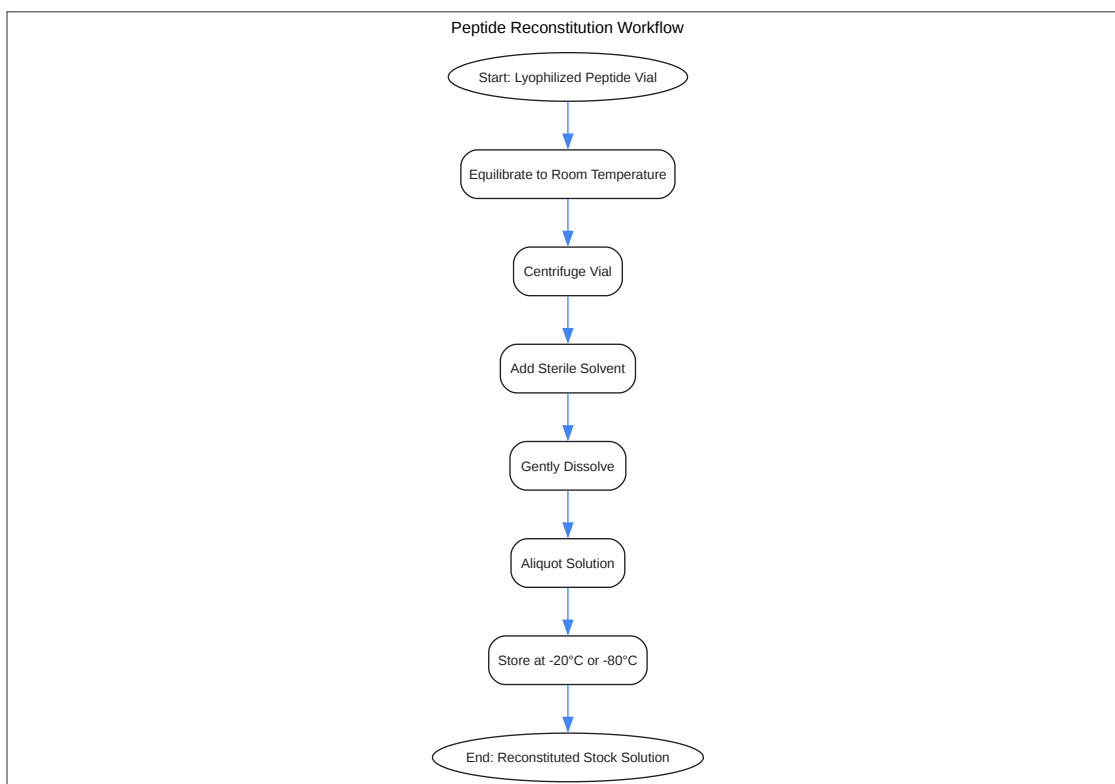 Peptide Reconstitution Workflow
Start: Lyophilized Peptide Vial
Equilibrate to Room Temperature
Centrifuge Vial
Add Sterile Solvent
Gently Dissolve
Aliquot Solution
Store at -20°C or -80°C
End: Reconstituted Stock Solution